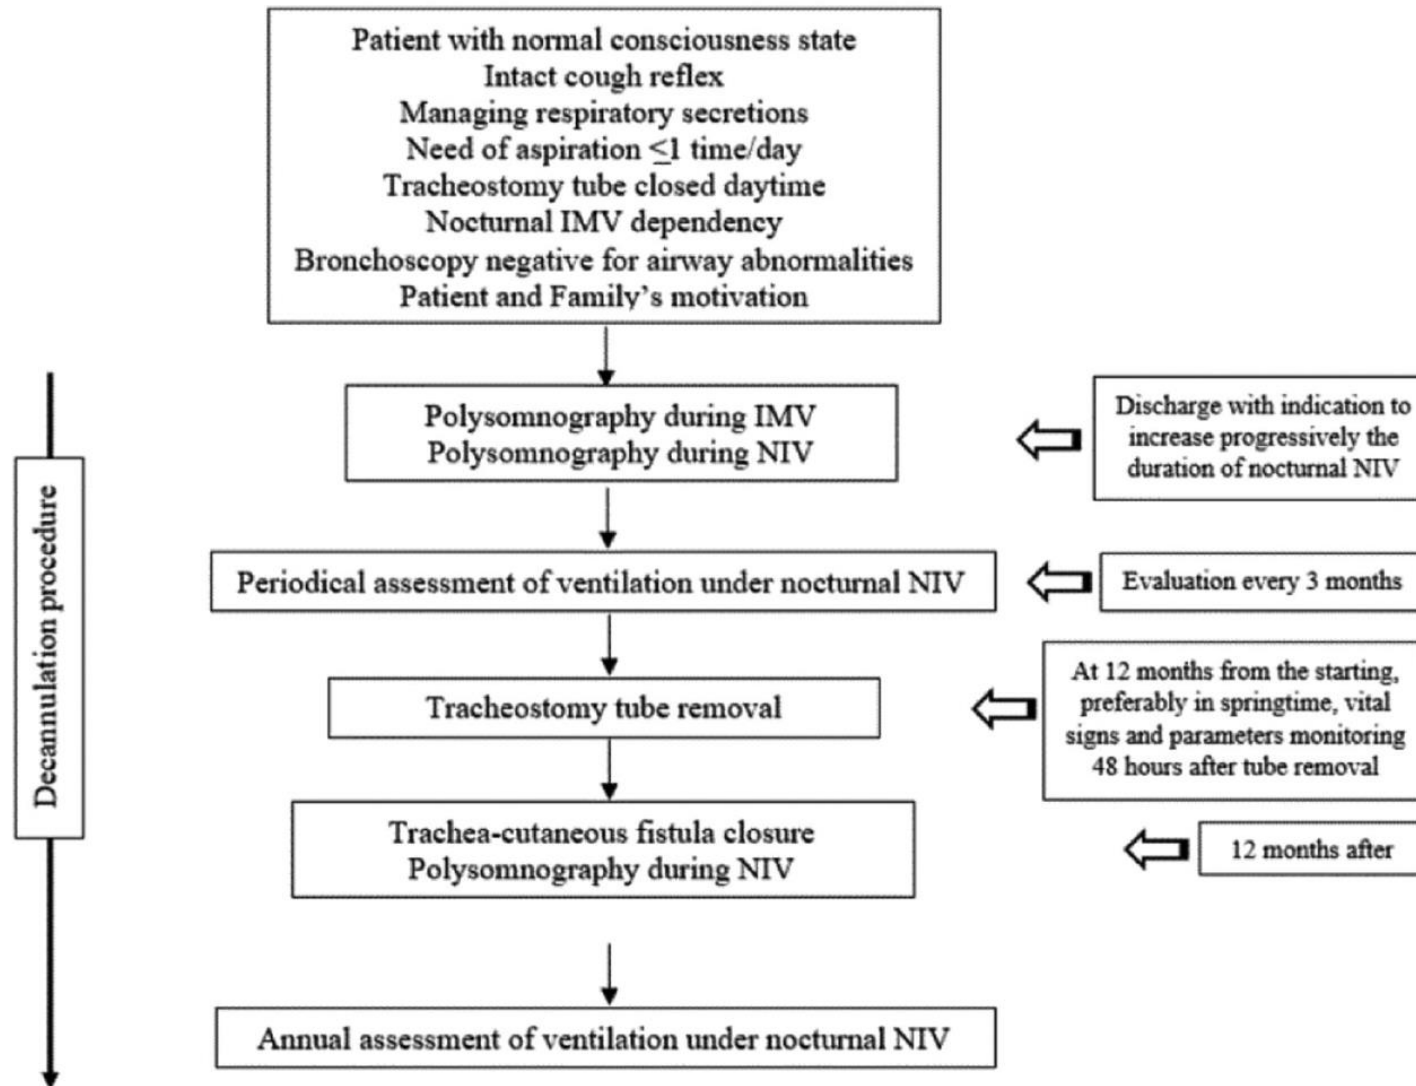 Patient with normal consciousness state
Intact cough reflex
Managing respiratory secretions
Need of aspiration ≤1 time/day
Tracheostomy tube closed daytime
Nocturnal IMV dependency
Bronchoscopy negative for airway abnormalities
Patient and Family's motivation
Polysomnography during IMV
Polysomnography during NIV
Discharge with indication to
increase progressively the
duration of nocturnal NIV
Decannulation procedure
Periodical assessment of ventilation under nocturnal NIV
Evaluation every 3 months
Tracheostomy tube removal
At 12 months from the starting,
preferably in springtime, vital
signs and parameters monitoring
48 hours after tube removal
Trachea-cutaneous fistula closure
Polysomnography during NIV
12 months after
Annual assessment of ventilation under nocturnal NIV